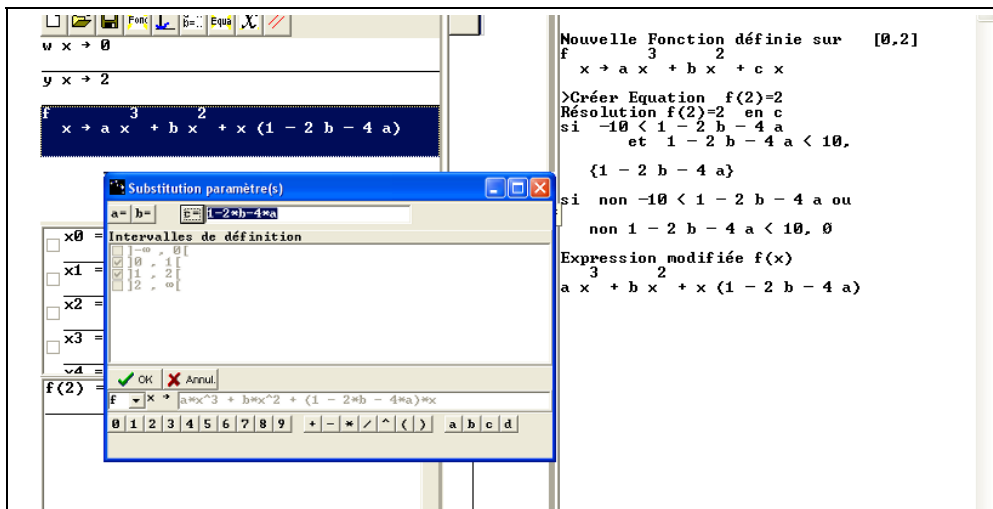 Fonc b=.. Equa X
w x → 0
y x → 2
f
3 2
x → a x + b x + x (1 − 2 b − 4 a)
Substitution paramètre(s)
a= b= c= 1-2*b-4*a
Intervalles de définition
]-∞ , 0[
]0 , 1[
]1 , 2[
]2 , ∞[
x0 =
x1 =
x2 =
x3 =
x4 =
f(2) =
OK Annul.
f x → a*x^3 + b*x^2 + (1 - 2*b - 4*a)*x
0 1 2 3 4 5 6 7 8 9 + - * / ^ ( ) a b c d
Nouvelle Fonction définie sur [0,2]
f 3 2
x → a x + b x + c x
>Créer Equation f(2)=2
Résolution f(2)=2 en c
si −10 < 1 − 2 b − 4 a
et 1 − 2 b − 4 a < 10,
{1 − 2 b − 4 a}
si non −10 < 1 − 2 b − 4 a ou
non 1 − 2 b − 4 a < 10, Ø
Expression modifiée f(x)
3 2
a x + b x + x (1 − 2 b − 4 a)